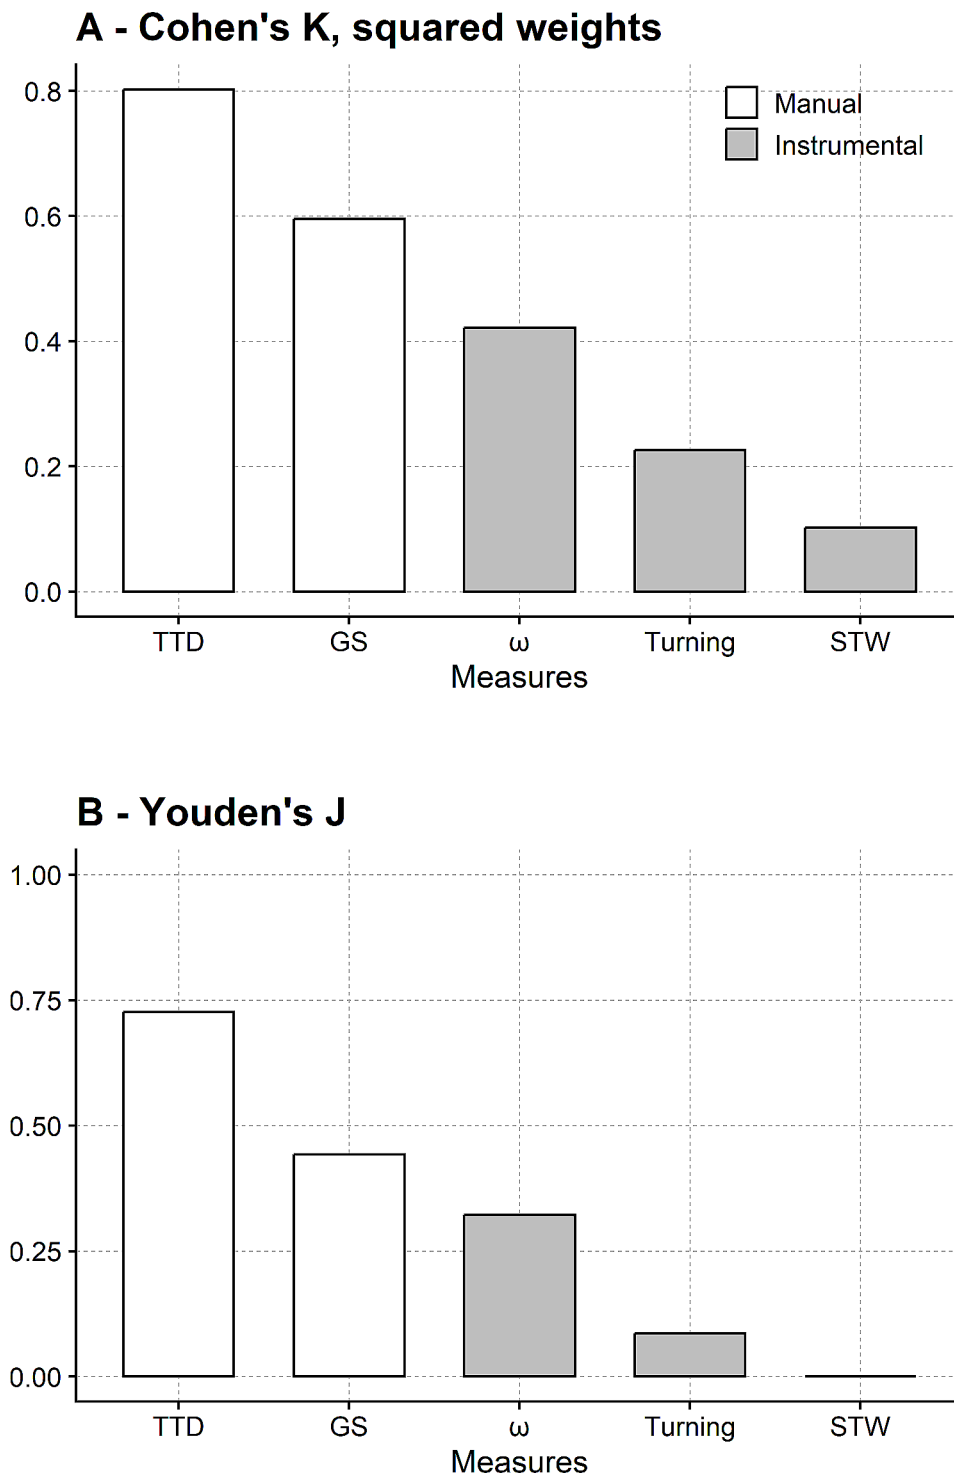 A - Cohen's K, squared weights
0.8
0.6
0.4
0.2
0.0
Manual
Instrumental
TTD GS ω Turning STW
Measures
B - Youden's J
1.00
0.75
0.50
0.25
0.00
TTD GS ω Turning STW
Measures